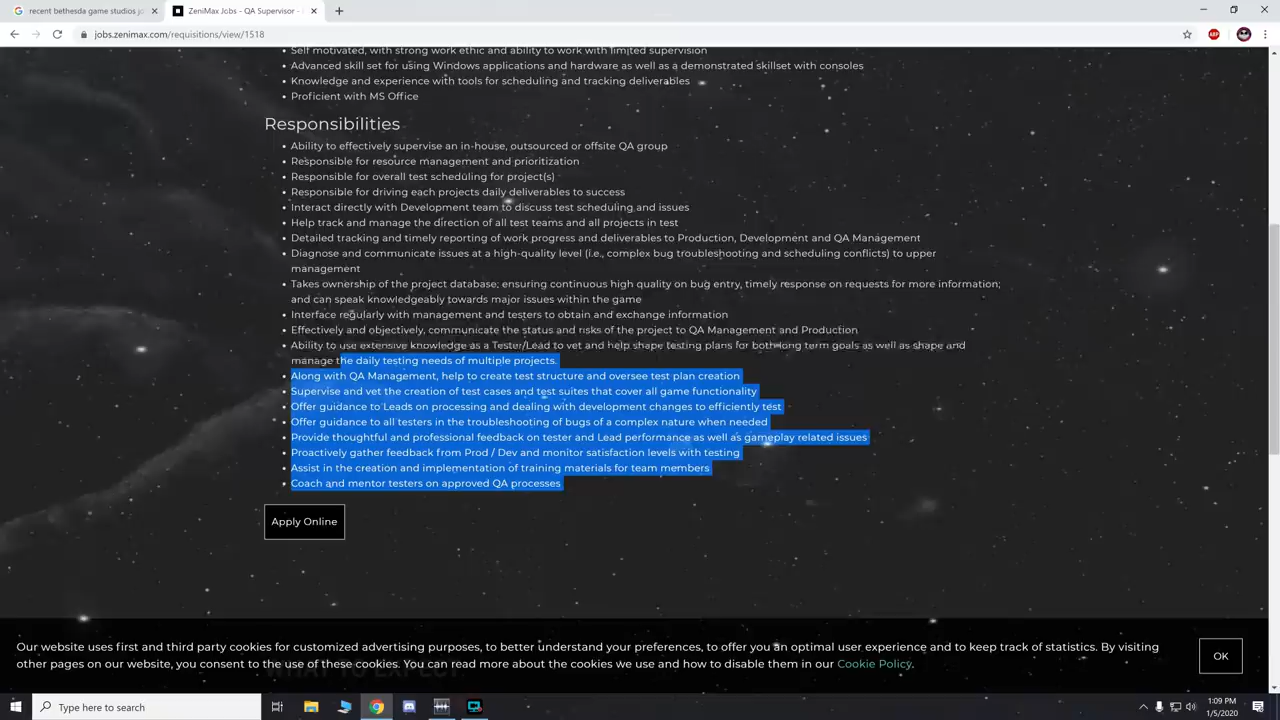 recent bethesda game studios jo
ZeniMax Jobs - QA Supervisor -
jobs.zenimax.com/requisitions/view/1518
Self motivated, with strong work ethic and ability to work with limited supervision
Advanced skill set for using Windows applications and hardware as well as a demonstrated skillset with consoles
Knowledge and experience with tools for scheduling and tracking deliverables
Proficient with MS Office
Responsibilities
Ability to effectively supervise an in-house, outsourced or offsite QA group
Responsible for resource management and prioritization
Responsible for overall test scheduling for project(s)
Responsible for driving each projects daily deliverables to success
Interact directly with Development team to discuss test scheduling and issues
Help track and manage the direction of all test teams and all projects in test
Detailed tracking and timely reporting of work progress and deliverables to Production, Development and QA Management
Diagnose and communicate issues at a high-quality level (i.e., complex bug troubleshooting and scheduling conflicts) to upper
management
Takes ownership of the project database; ensuring continuous high quality on bug entry, timely response on requests for more information;
and can speak knowledgeably towards major issues within the game
Interface regularly with management and testers to obtain and exchange information
Effectively and objectively, communicate the status and risks of the project to QA Management and Production
Ability to use extensive knowledge as a Tester/Lead to vet and help shape testing plans for both long term goals as well as shape and
manage the daily testing needs of multiple projects.
Along with QA Management, help to create test structure and oversee test plan creation
Supervise and vet the creation of test cases and test suites that cover all game functionality
Offer guidance to Leads on processing and dealing with development changes to efficiently test
Offer guidance to all testers in the troubleshooting of bugs of a complex nature when needed
Provide thoughtful and professional feedback on tester and Lead performance as well as gameplay related issues
Proactively gather feedback from Prod / Dev and monitor satisfaction levels with testing
Assist in the creation and implementation of training materials for team members
Coach and mentor testers on approved QA processes
Apply Online
Our website uses first and third party cookies for customized advertising purposes, to better understand your preferences, to offer you an optimal user experience and to keep track of statistics. By visiting
other pages on our website, you consent to the use of these cookies. You can read more about the cookies we use and how to disable them in our Cookie Policy.
OK
WHAT TO EXPECT
Type here to search
1:09 PM
1/5/2020